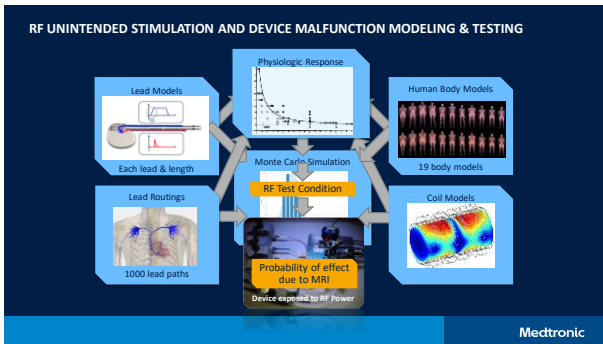 RF UNINTENDED STIMULATION AND DEVICE MALFUNCTION MODELING & TESTING
Physiologic Response
Lead Models
Each lead & length
Human Body Models
19 body models
Monte Carlo Simulation
RF Test Condition
Lead Routings
1000 lead paths
Coil Models
Probability of effect
due to MRI
Device exposed to RF Power
Medtronic